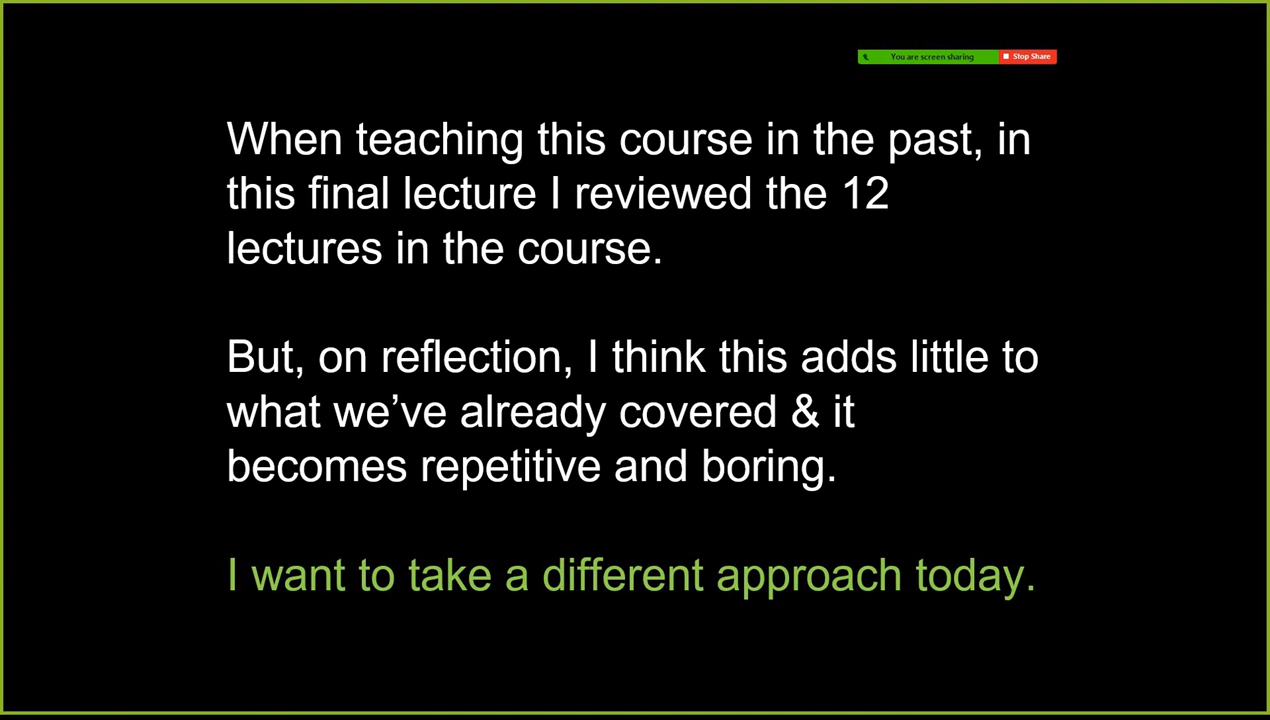 You are screen sharing Stop Share
When teaching this course in the past, in
this final lecture I reviewed the 12
lectures in the course.
But, on reflection, I think this adds little to
what we’ve already covered & it
becomes repetitive and boring.
I want to take a different approach today.